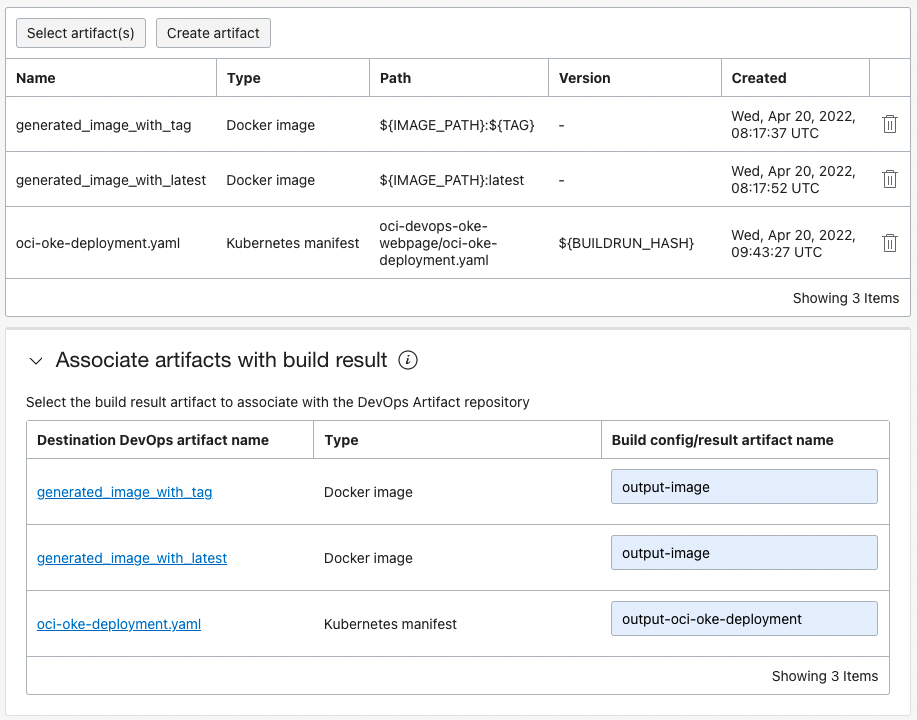 Select artifact(s) Create artifact
Name Type Path Version Created
generated_image_with_tag Docker image ${IMAGE_PATH}:${TAG} - Wed, Apr 20, 2022,
08:17:37 UTC
generated_image_with_latest Docker image ${IMAGE_PATH}:latest - Wed, Apr 20, 2022,
08:17:52 UTC
oci-oke-deployment.yaml Kubernetes manifest oci-devops-oke-
webpage/oci-oke-
deployment.yaml ${BUILDRUN_HASH} Wed, Apr 20, 2022,
09:43:27 UTC
Showing 3 Items
Associate artifacts with build result i
Select the build result artifact to associate with the DevOps Artifact repository
Destination DevOps artifact name Type Build config/result artifact name
generated_image_with_tag Docker image output-image
generated_image_with_latest Docker image output-image
oci-oke-deployment.yaml Kubernetes manifest output-oci-oke-deployment
Showing 3 Items